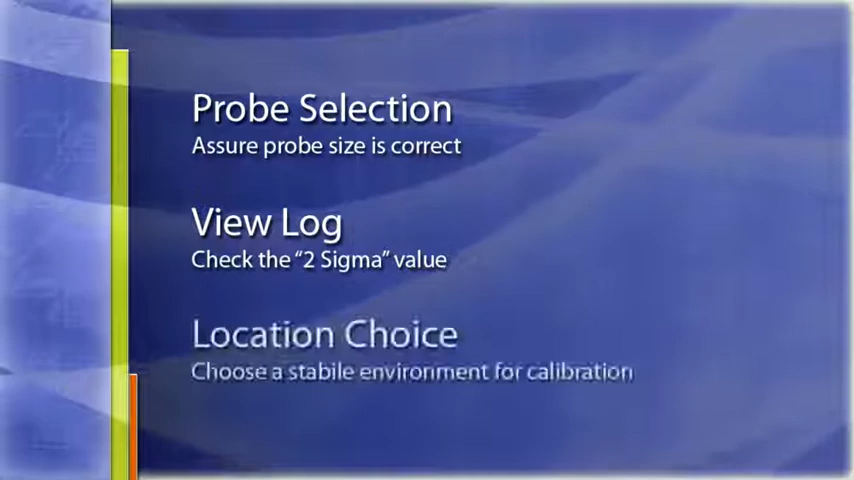 Probe Selection
Assure probe size is correct
View Log
Check the “2 Sigma” value
Location Choice
Choose a stabile environment for calibration